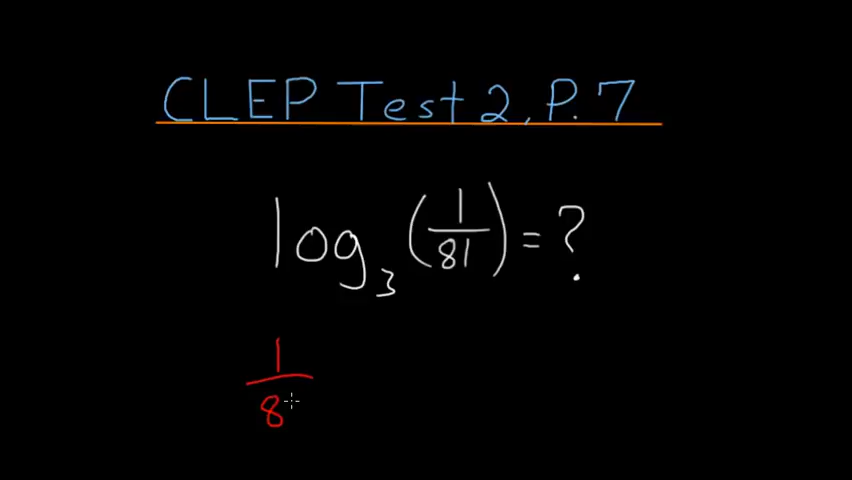 CLEP Test 2, P.7
log₃(1/81) = ?
1
8